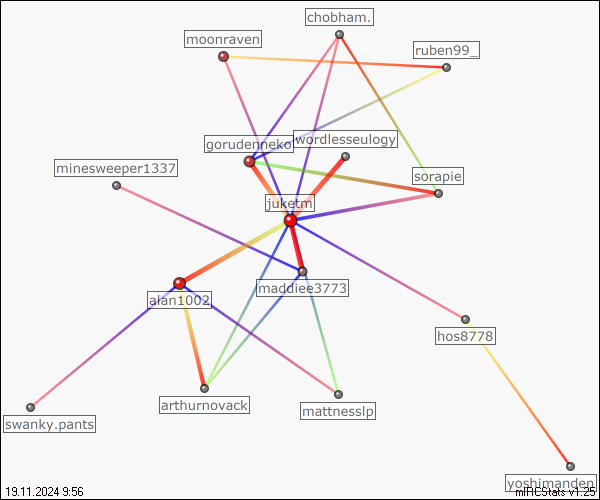 chobham.
moonraven
ruben99_
gorudenneko
wordlesseulogy
minesweeper1337
sorapie
juketm
maddiee3773
alan1002
hos8778
arthurnovack
mattnesslp
swanky.pants
yoshimanden
19.11.2024 9:56
mIRCStats v1.25